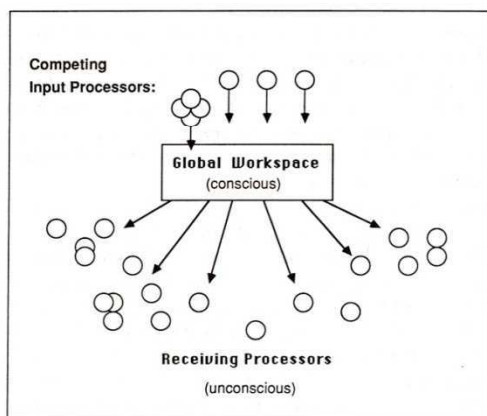 Competing
Input Processors:
Global Workspace
(conscious)
Receiving Processors
(unconscious)